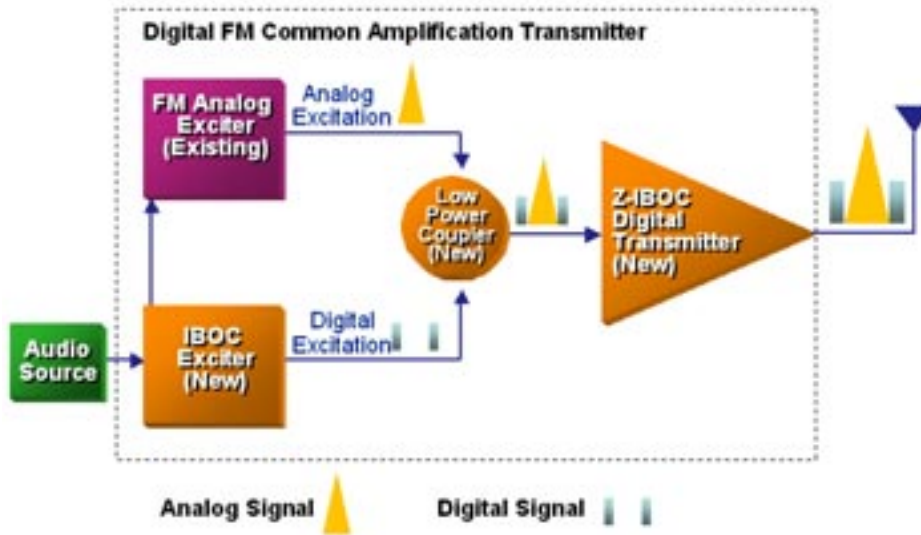 Digital FM Common Amplification Transmitter
FM Analog
Exciter
(Existing)
Analog
Excitation
Low
Power
Coupler
(New)
Z-IBOC
Digital
Transmitter
(New)
Audio
Source
IBOC
Exciter
(New)
Digital
Excitation
Analog Signal
Digital Signal